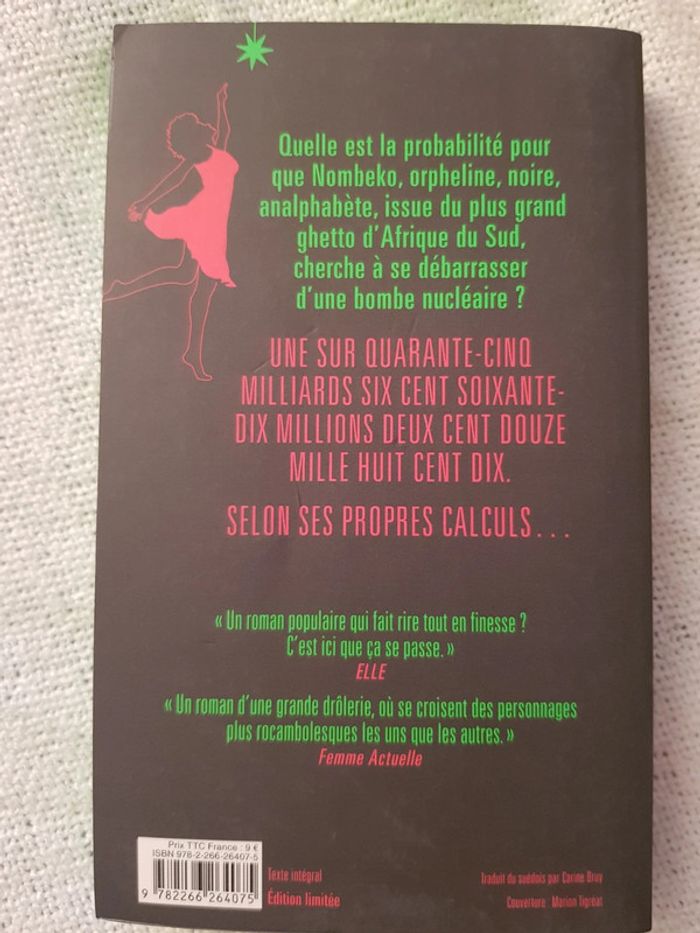 Quelle est la probabilité pour
que Nombeko, orpheline, noire,
analphabète, issue du plus grand
ghetto d'Afrique du Sud,
cherche à se débarrasser
d'une bombe nucléaire ?
UNE SUR QUARANTE-CINQ
MILLIARDS SIX CENT SOIXANTE-
DIX MILLIONS DEUX CENT DOUZE
MILLE HUIT CENT DIX.
SELON SES PROPRES CALCULS...
« Un roman populaire qui fait rire tout en finesse ?
C'est ici que ça se passe. »
ELLE
« Un roman d'une grande drôlerie, où se croisent des personnages
plus rocambolesques les uns que les autres. »
Femme Actuelle
Prix TTC France : 9 €
ISBN 978-2-266-26407-5
9 782266 264075
Texte intégral
Édition limitée
Traduit du suédois par Carine Bruy
Couverture : Marion Tigréat